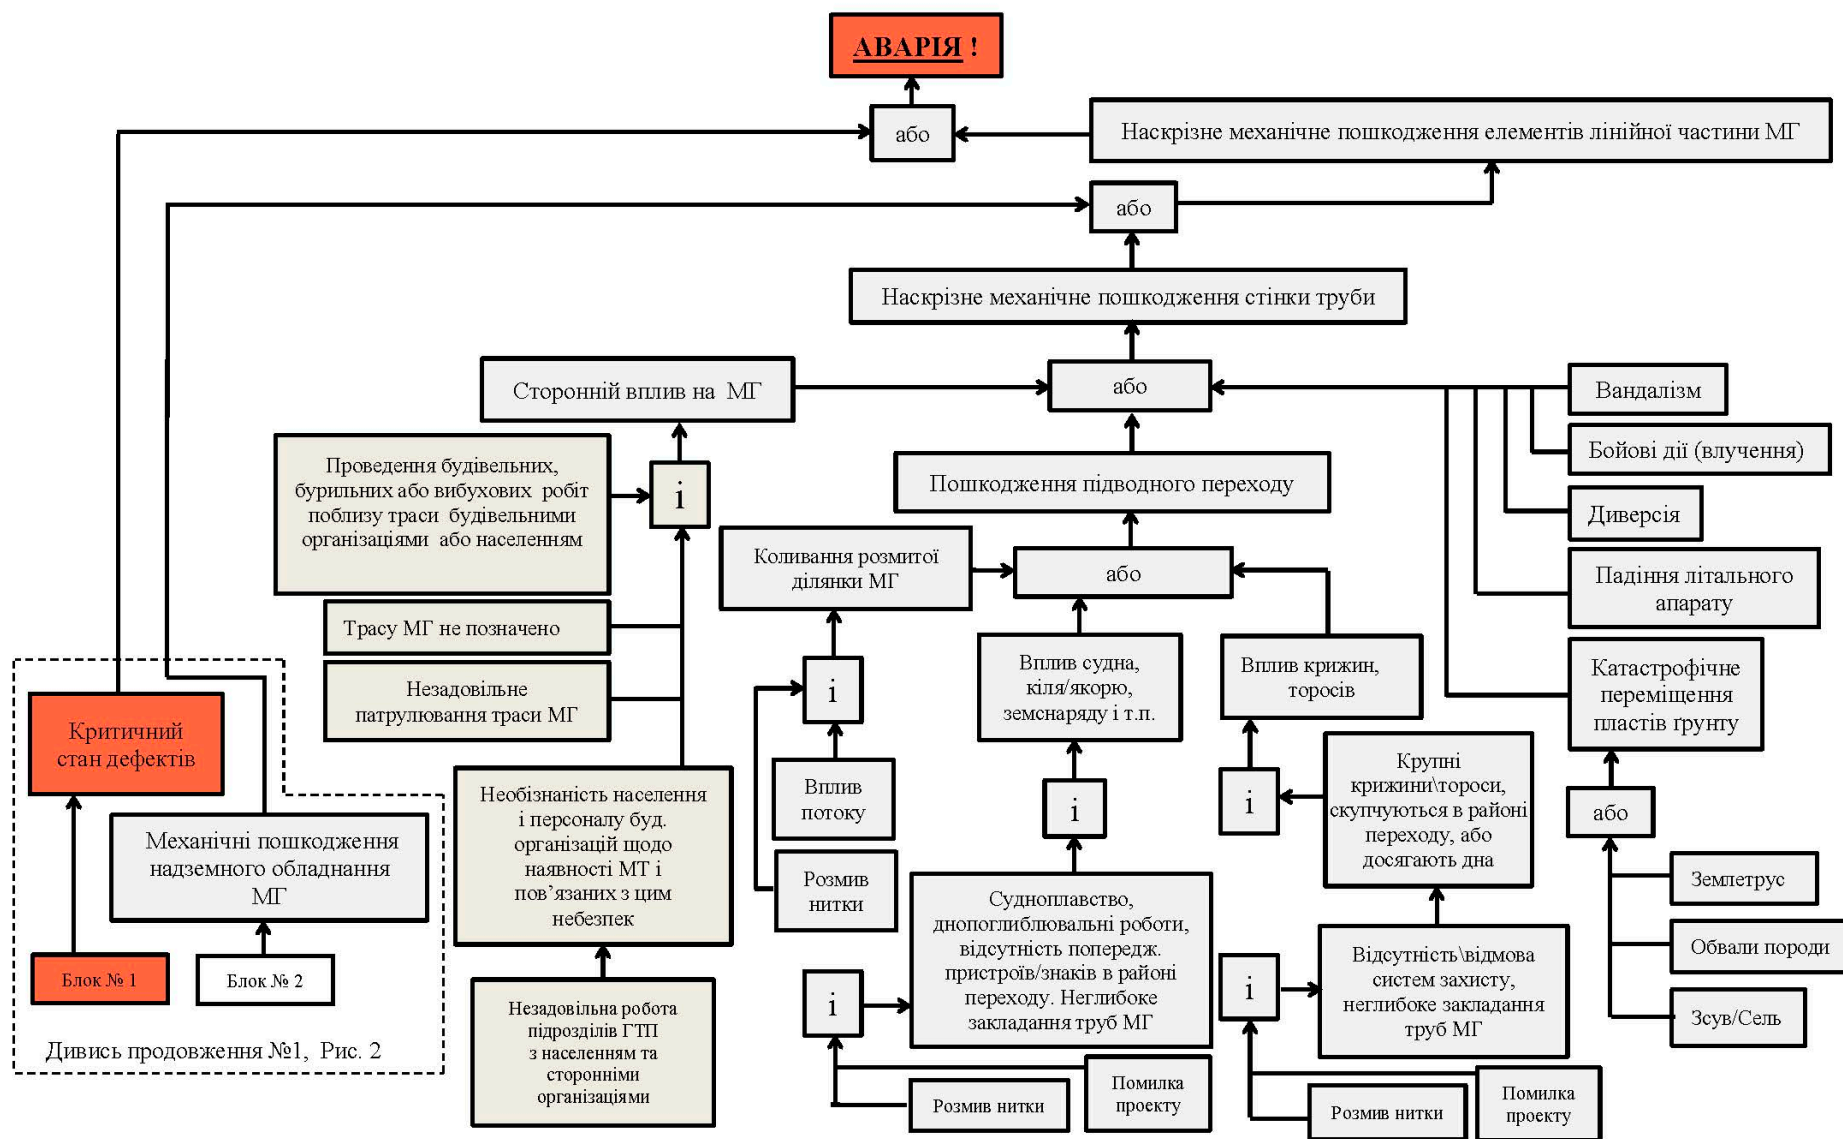 АВАРІЯ !
або
Наскрізне механічне пошкодження елементів лінійної частини МГ
або
Наскрізне механічне пошкодження стінки труби
Сторонній вплив на МГ
або
Вандалізм
Бойові дії (влучення)
Диверсія
Падіння літального
апарату
Катастрофічне
переміщення
пластів ґрунту
або
Землетрус
Обвали породи
Зсув/Сель
Проведення будівельних,
бурильних або вибухових робіт
поблизу траси будівельними
організаціями або населенням
і
Трасу МГ не позначено
Незадовільне
патрулювання траси МГ
Необізнаність населення
і персоналу буд.
організацій щодо
наявності МТ і
пов’язаних з цим
небезпек
Незадовільна робота
підрозділів ГТП
з населенням та
сторонніми
організаціями
Пошкодження підводного переходу
Коливання розмитої
ділянки МГ
або
і
Вплив
потоку
Розмив
нитки
Вплив судна,
кіля/якорю,
земснаряду і т.п.
і
Судноплавство,
днопоглиблювальні роботи,
відсутність попередж.
пристроїв/знаків в районі
переходу. Неглибоке
закладання труб МГ
і
Розмив нитки
Помилка
проекту
Вплив крижин,
торосів
і
Крупні
крижини\тороси,
скупчуються в районі
переходу, або
досягають дна
Відсутність\відмова
систем захисту,
неглибоке закладання
труб МГ
і
Розмив нитки
Помилка
проекту
Критичний
стан дефектів
Механічні пошкодження
надземного обладнання
МГ
Блок № 1
Блок № 2
Дивись продовження №1, Рис. 2